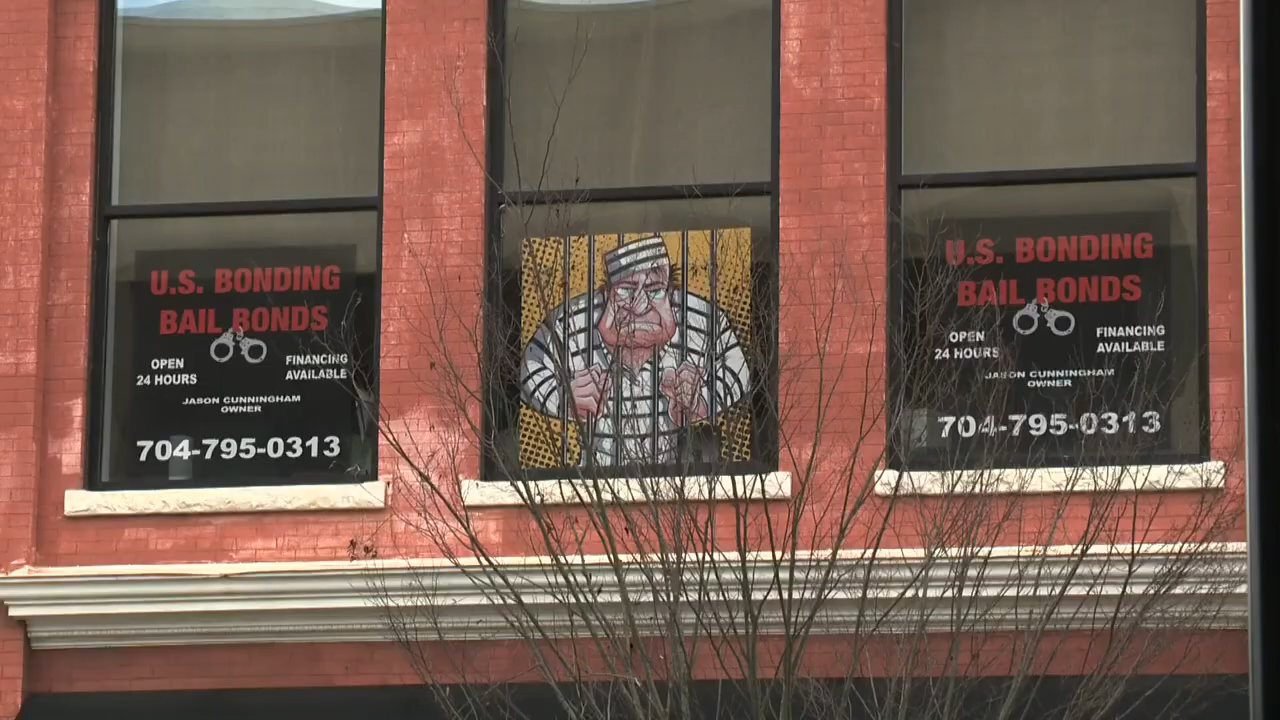 U.S. BONDING
BAIL BONDS
OPEN
24 HOURS
FINANCING
AVAILABLE
JASON CUNNINGHAM
OWNER
704-795-0313
U.S. BONDING
BAIL BONDS
OPEN
24 HOURS
FINANCING
AVAILABLE
JASON CUNNINGHAM
OWNER
704-795-0313